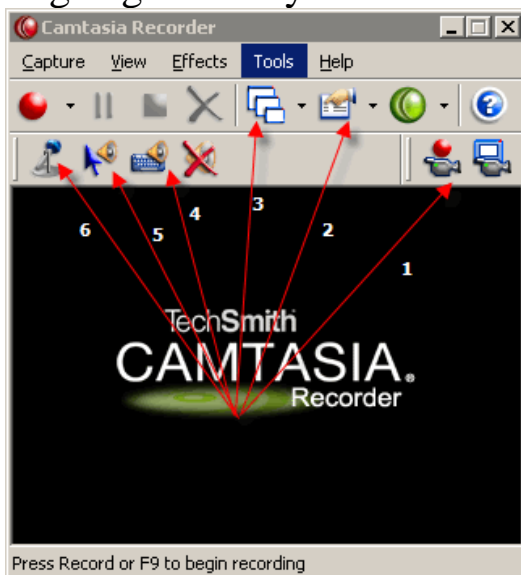 Camtasia Recorder
Capture View Effects Tools Help
6 5 4 3 2 1
TechSmith
CAMTASIA®
Recorder
Press Record or F9 to begin recording